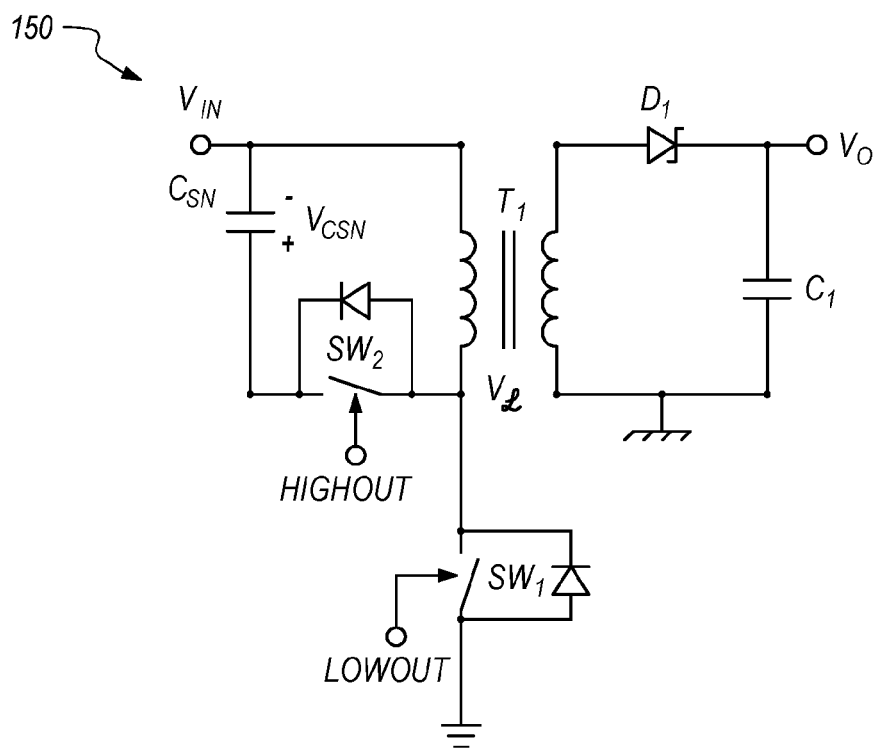 150
V_IN
D_1
V_O
C_SN
-
+
V_CSN
T_1
C_1
SW_2
V_ℒ
HIGHOUT
SW_1
LOWOUT